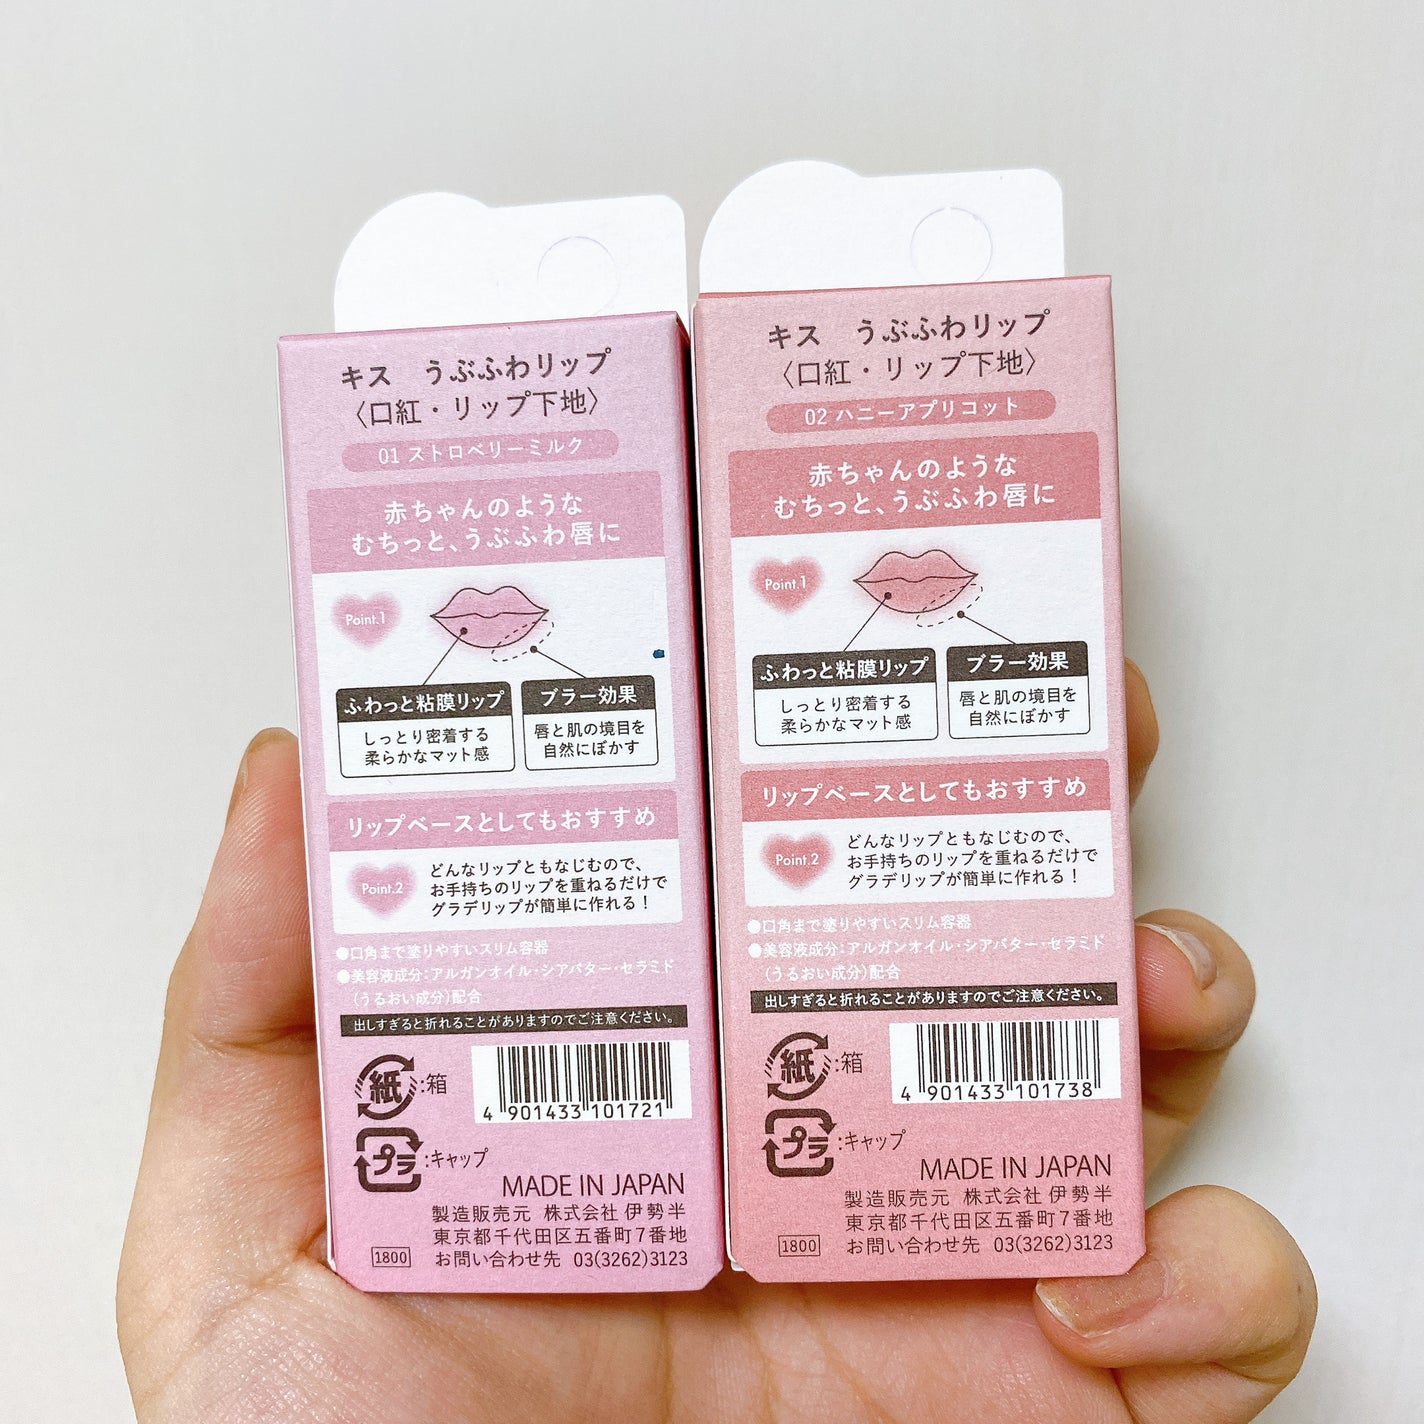 キス うぶふわリップ
〈口紅・リップ下地〉
01 ストロベリーミルク
赤ちゃんのような
むちっと、うぶふわ唇に
Point.1
ふわっと粘膜リップ
しっとり密着する
柔らかなマット感
ブラー効果
唇と肌の境目を
自然にぼかす
リップベースとしてもおすすめ
Point.2
どんなリップともなじむので、
お手持ちのリップを重ねるだけで
グラデリップが簡単に作れる！
●口角まで塗りやすいスリム容器
●美容液成分：アルガンオイル・シアバター・セラミド
（うるおい成分）配合
出しすぎると折れることがありますのでご注意ください。
紙：箱
4 901433 101721
プラ：キャップ
MADE IN JAPAN
製造販売元 株式会社 伊勢半
東京都千代田区五番町7番地
1800 お問い合わせ先 03(3262)3123
キス うぶふわリップ
〈口紅・リップ下地〉
02 ハニーアプリコット
赤ちゃんのような
むちっと、うぶふわ唇に
Point.1
ふわっと粘膜リップ
しっとり密着する
柔らかなマット感
ブラー効果
唇と肌の境目を
自然にぼかす
リップベースとしてもおすすめ
Point.2
どんなリップともなじむので、
お手持ちのリップを重ねるだけで
グラデリップが簡単に作れる！
●口角まで塗りやすいスリム容器
●美容液成分：アルガンオイル・シアバター・セラミド
（うるおい成分）配合
出しすぎると折れることがありますのでご注意ください。
紙：箱
4 901433 101738
プラ：キャップ
MADE IN JAPAN
製造販売元 株式会社 伊勢半
東京都千代田区五番町7番地
1800 お問い合わせ先 03(3262)3123